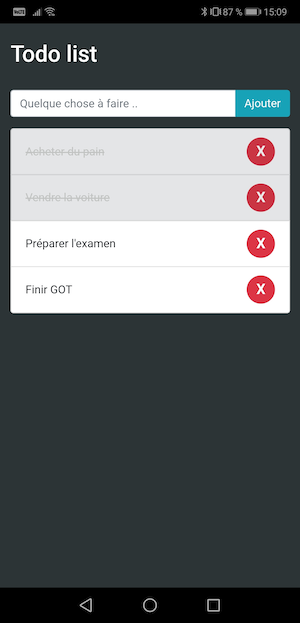 VoLTE 87 % 15:09
Todo list
Quelque chose à faire .. Ajouter
Acheter du pain X
Vendre la voiture X
Préparer l'examen X
Finir GOT X